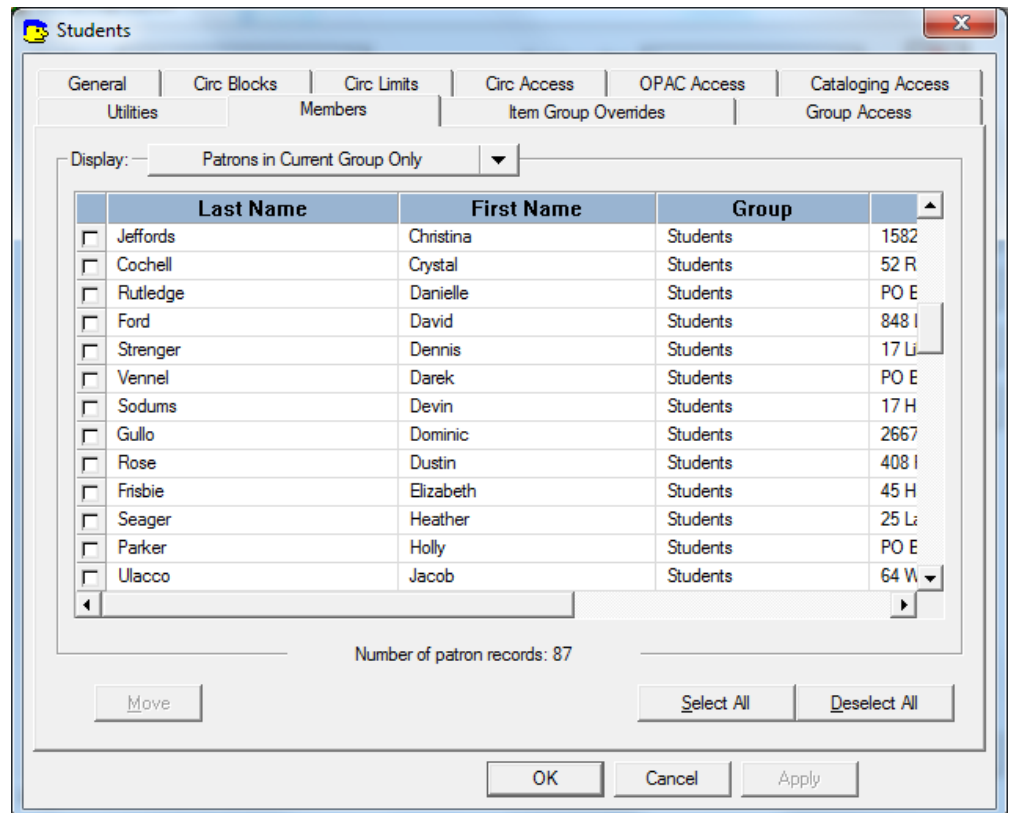 Students
General Circ Blocks Circ Limits Circ Access OPAC Access Cataloging Access
Utilities Members Item Group Overrides Group Access
Display: Patrons in Current Group Only
Last Name First Name Group
Jeffords Christina Students 1582
Cochell Crystal Students 52 R
Rutledge Danielle Students PO
Ford David Students 848
Strenger Dennis Students 17 Li
Vennel Darek Students PO
Sodums Devin Students 17 H
Gullo Dominic Students 2667
Rose Dustin Students 408
Frisbie Elizabeth Students 45 H
Seager Heather Students 25 La
Parker Holly Students PO
Ulacco Jacob Students 64 W
Number of patron records: 87
Move Select All Deselect All
OK Cancel Apply